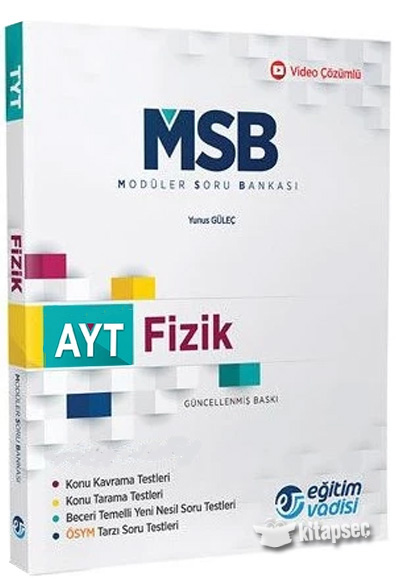 TYT
FİZİK
MODÜLER SORU BANKASI
Video Çözümlü
MSB
MODÜLER SORU BANKASI
Yunus GÜLEÇ
AYT Fizik
GÜNCELLENMİŞ BASKI
Konu Kavrama Testleri
Konu Tarama Testleri
Beceri Temelli Yeni Nesil Soru Testleri
ÖSYM Tarzı Soru Testleri
eğitim
vadisi
kitapseç